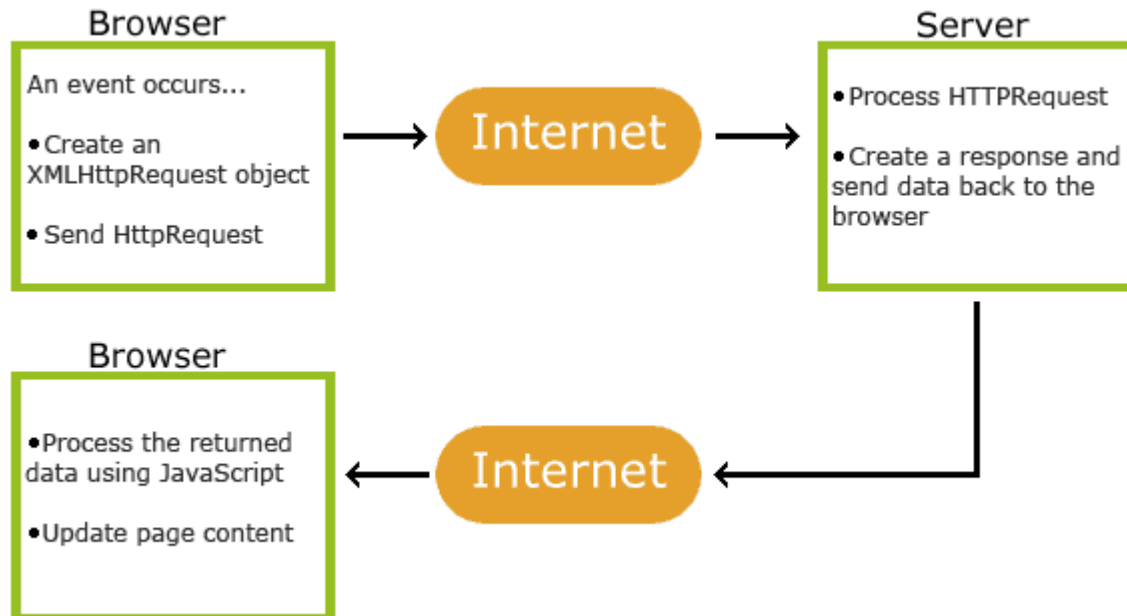 Browser
An event occurs...
•Create an
XMLHttpRequest object
•Send HttpRequest
Internet
Server
•Process HTTPRequest
•Create a response and
send data back to the
browser
Browser
•Process the returned
data using JavaScript
•Update page content
Internet